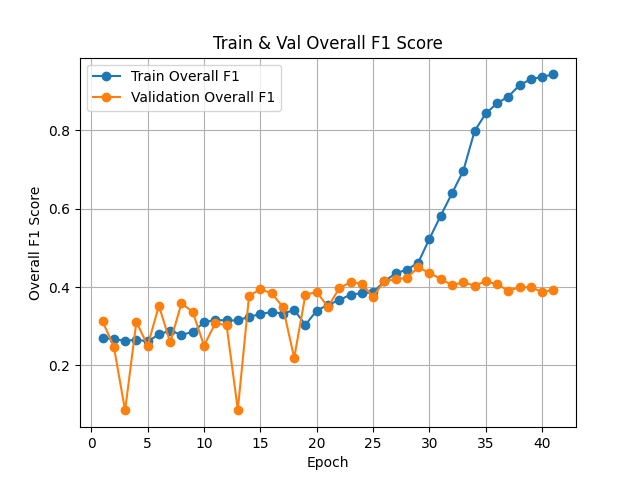 Train & Val Overall F1 Score
Train Overall F1
Validation Overall F1
Overall F1 Score
0.8
0.6
0.4
0.2
0 5 10 15 20 25 30 35 40
Epoch